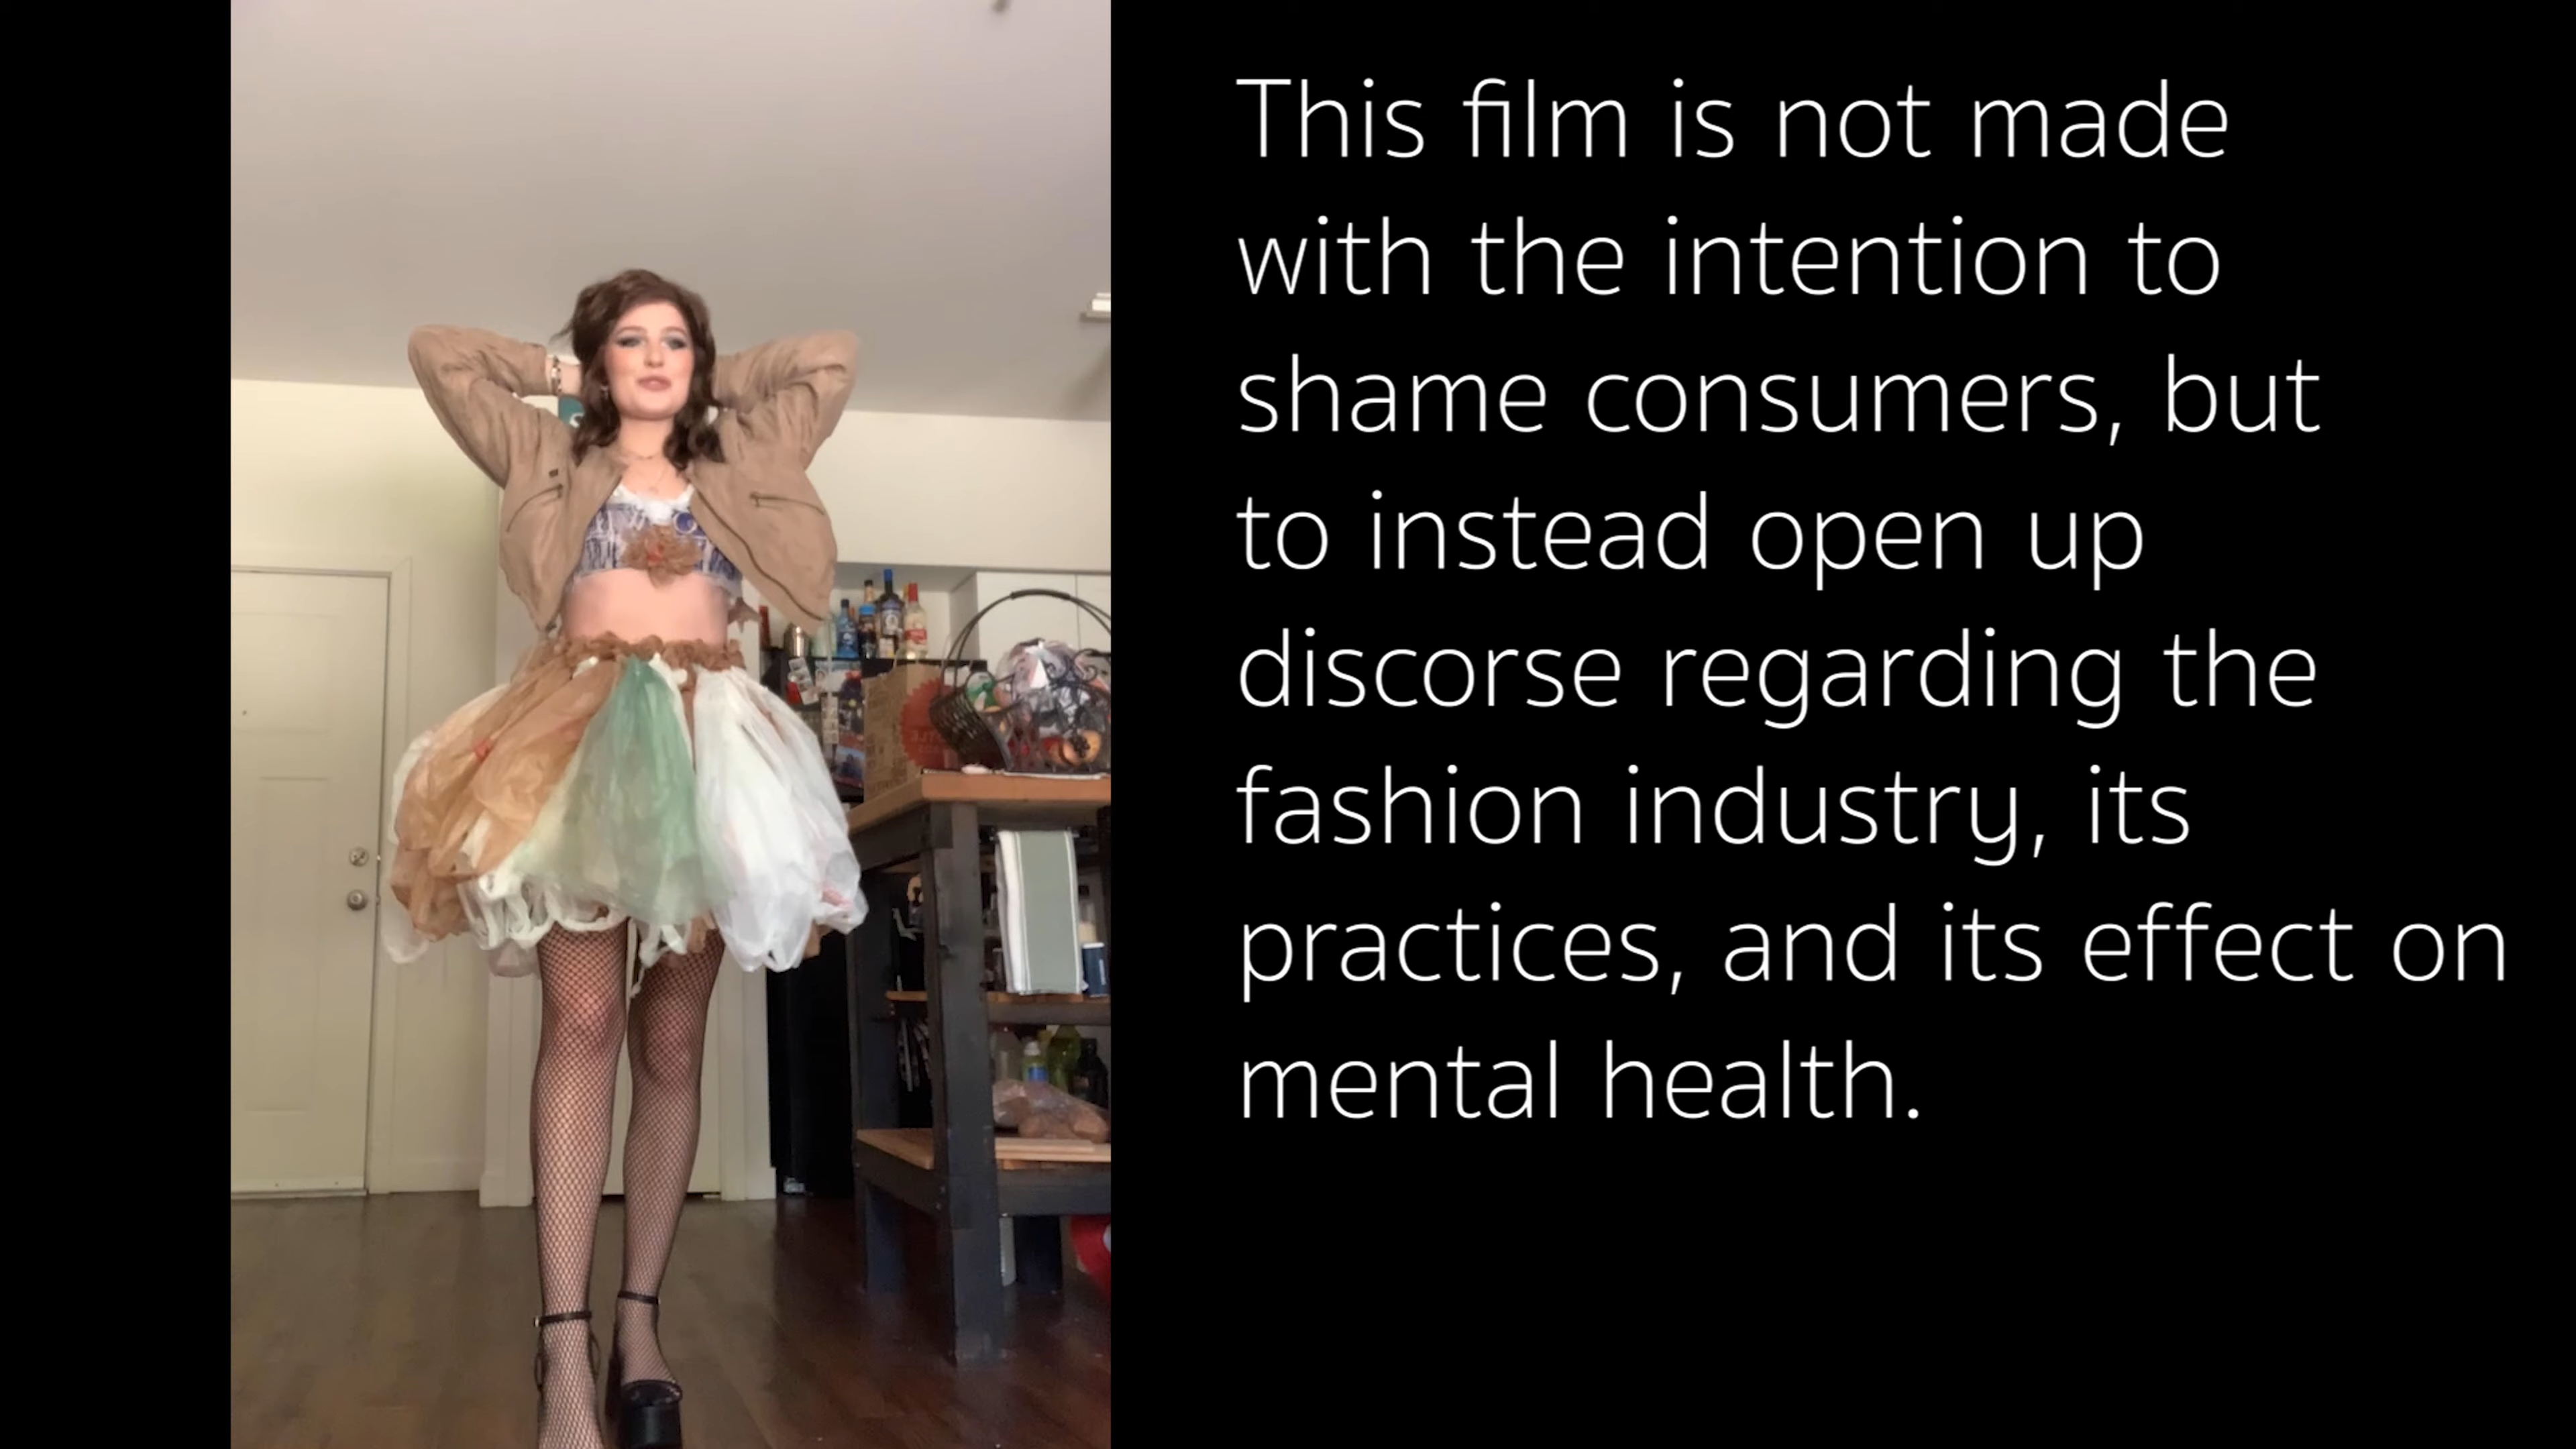 This film is not made
with the intention to
shame consumers, but
to instead open up
discorse regarding the
fashion industry, its
practices, and its effect on
mental health.